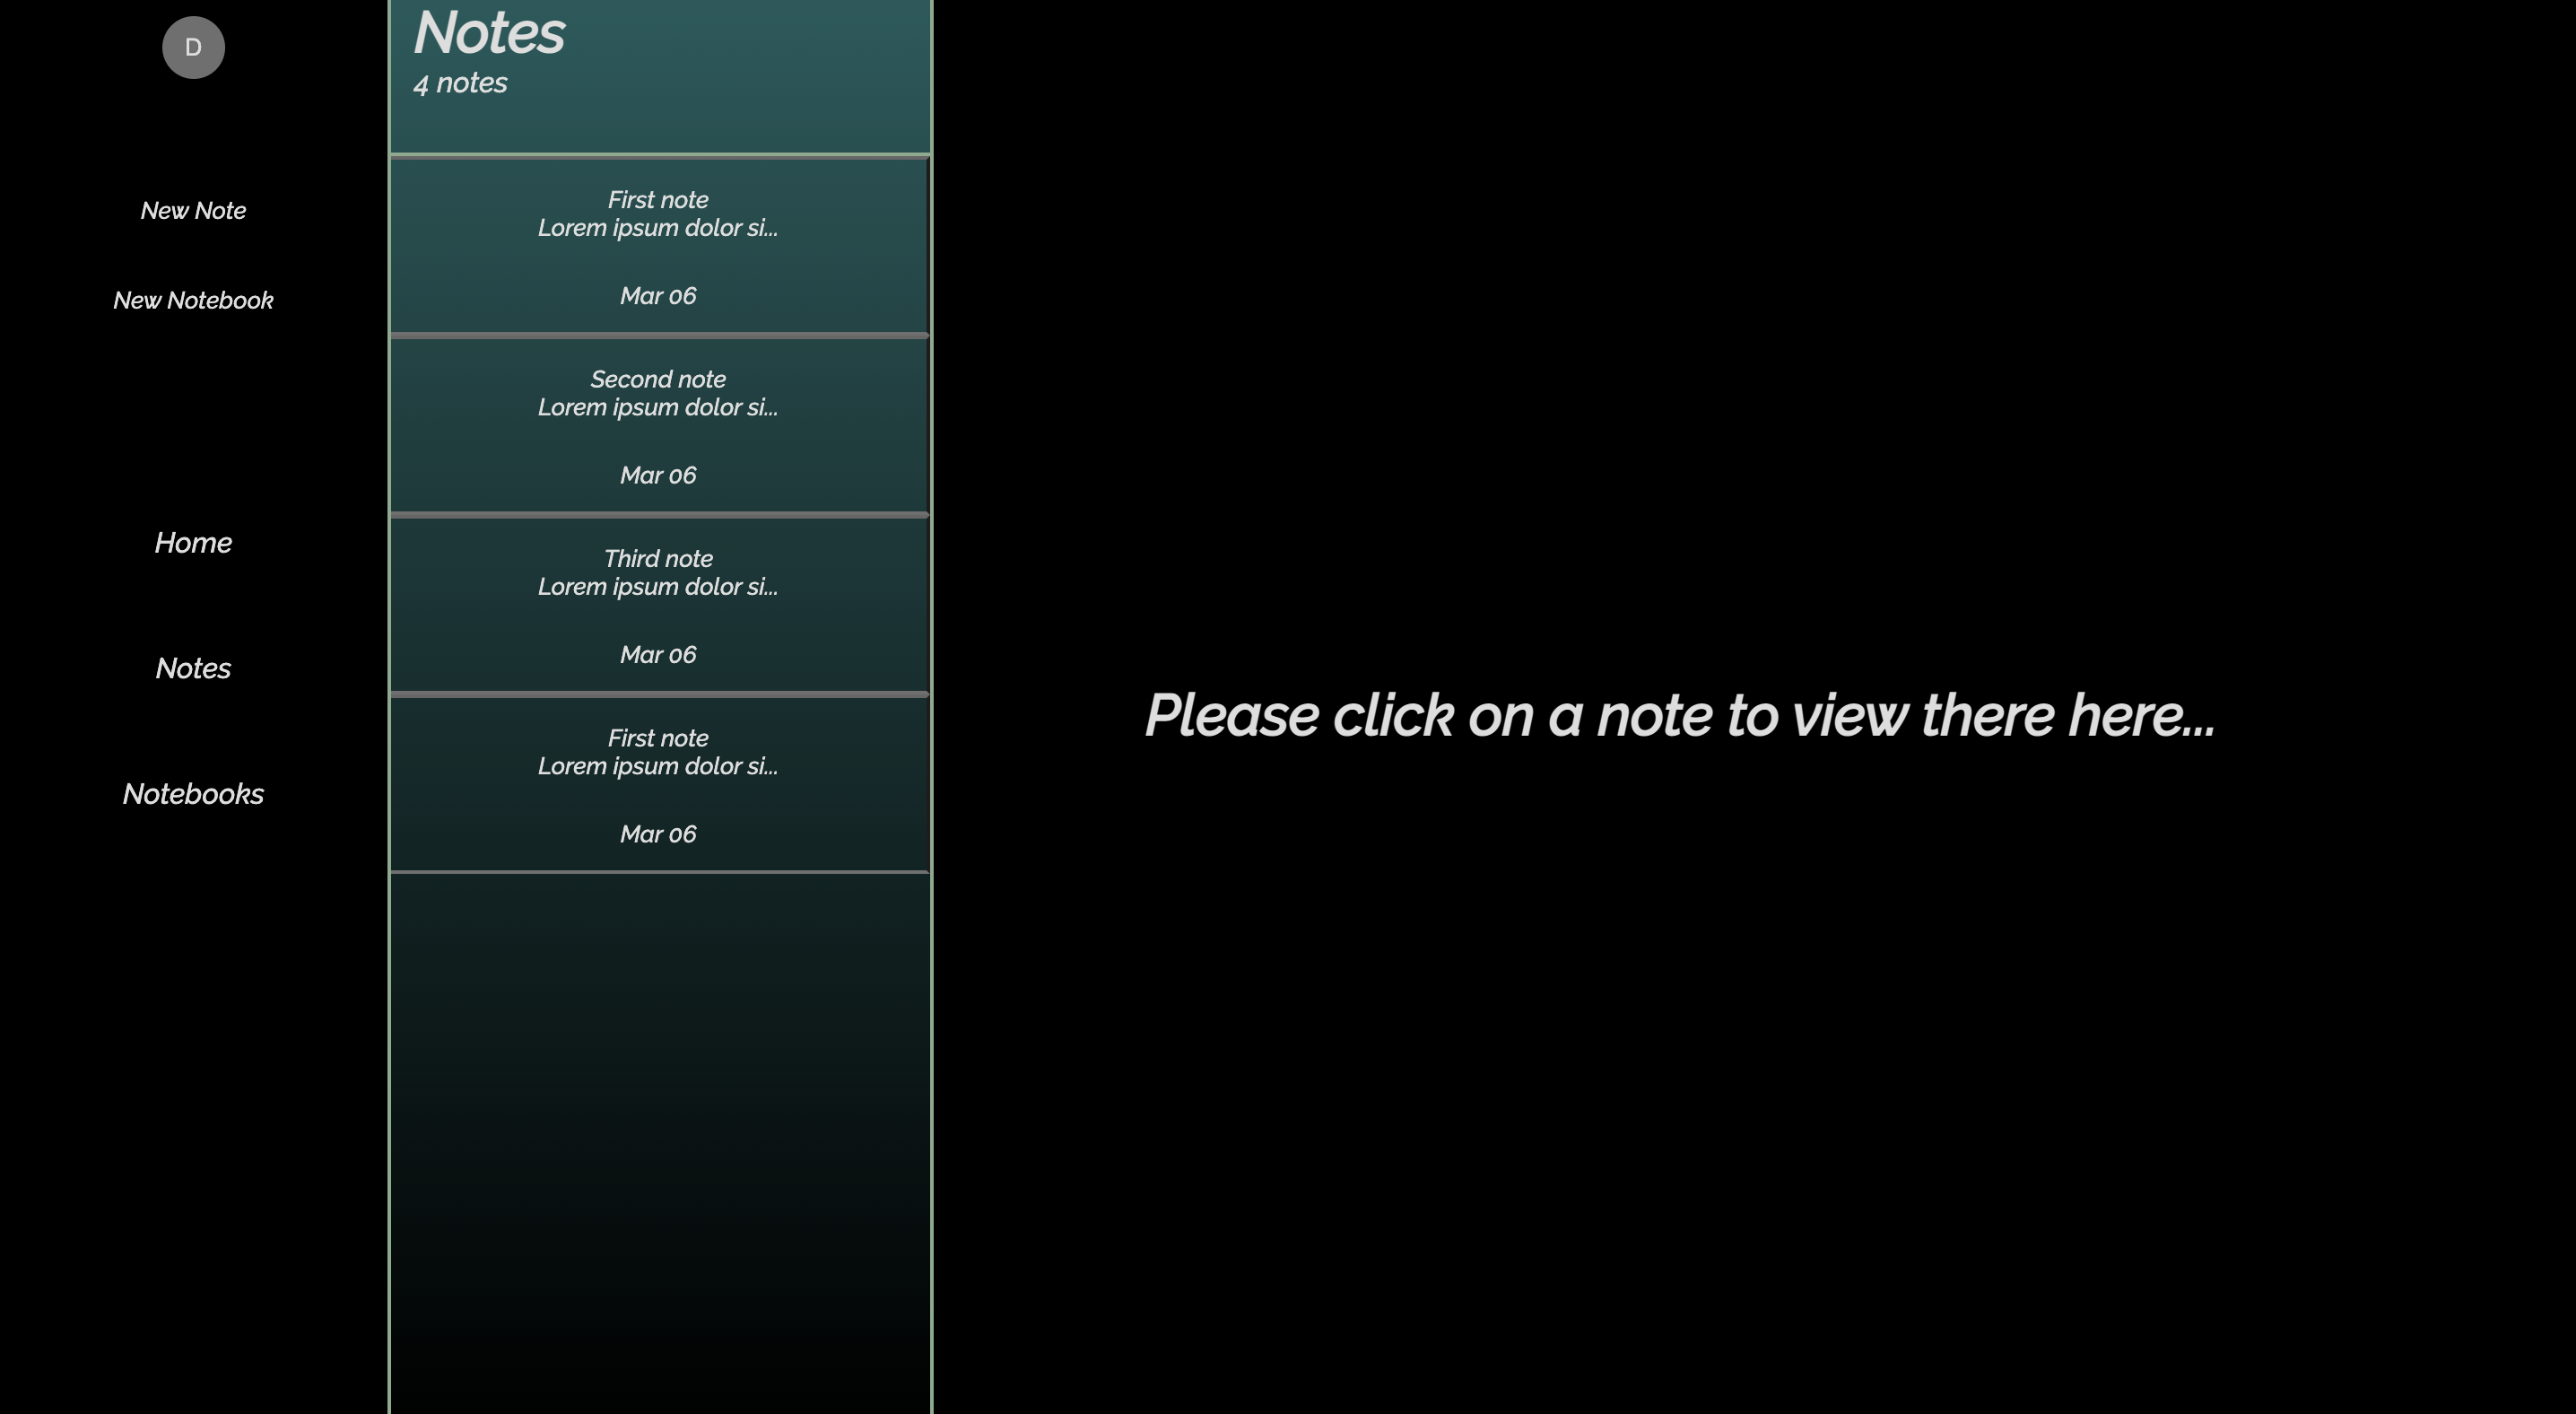 D
New Note
New Notebook
Home
Notes
Notebooks
Notes
4 notes
First note
Lorem ipsum dolor si...
Mar 06
Second note
Lorem ipsum dolor si...
Mar 06
Third note
Lorem ipsum dolor si...
Mar 06
First note
Lorem ipsum dolor si...
Mar 06
Please click on a note to view there here...